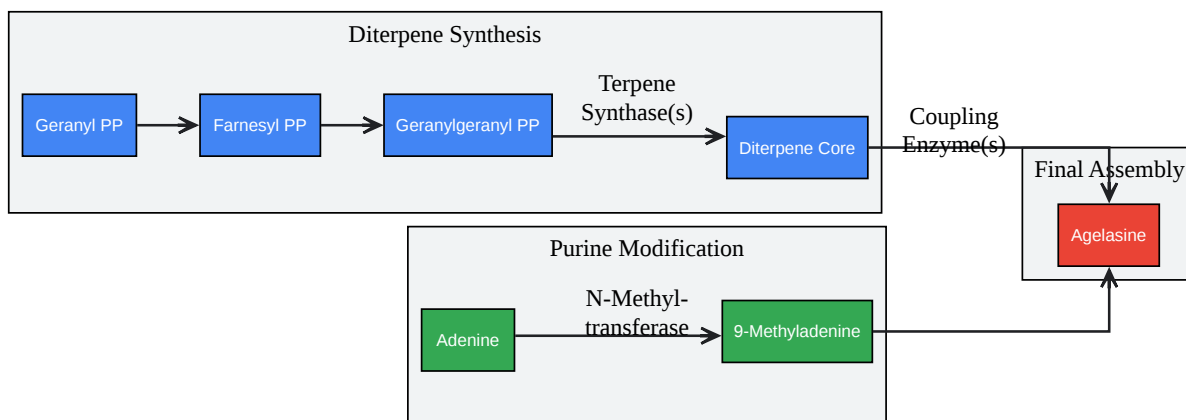 Diterpene Synthesis
Geranyl PP
Farnesyl PP
Geranylgeranyl PP
Terpene
Synthase(s)
Diterpene Core
Coupling
Enzyme(s)
Final Assembly
Agelasine
Purine Modification
Adenine
N-Methyl-
transferase
9-Methyladenine